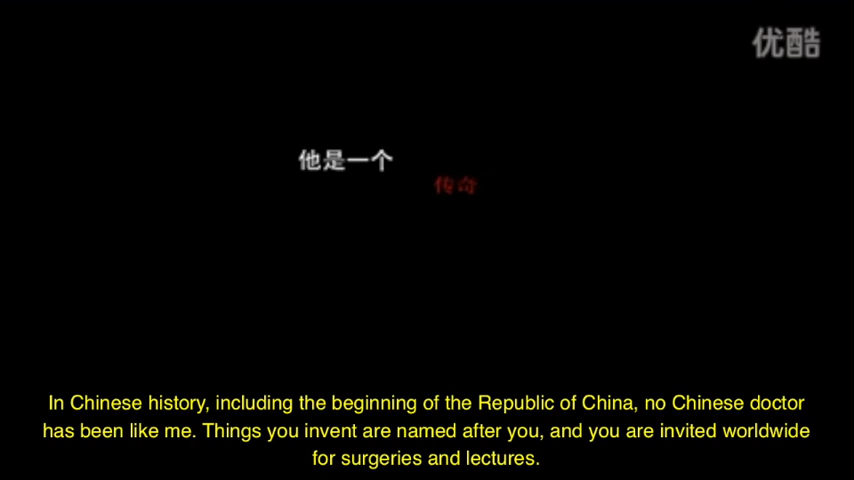 优酷
他是一个
传奇
In Chinese history, including the beginning of the Republic of China, no Chinese doctor
has been like me. Things you invent are named after you, and you are invited worldwide
for surgeries and lectures.